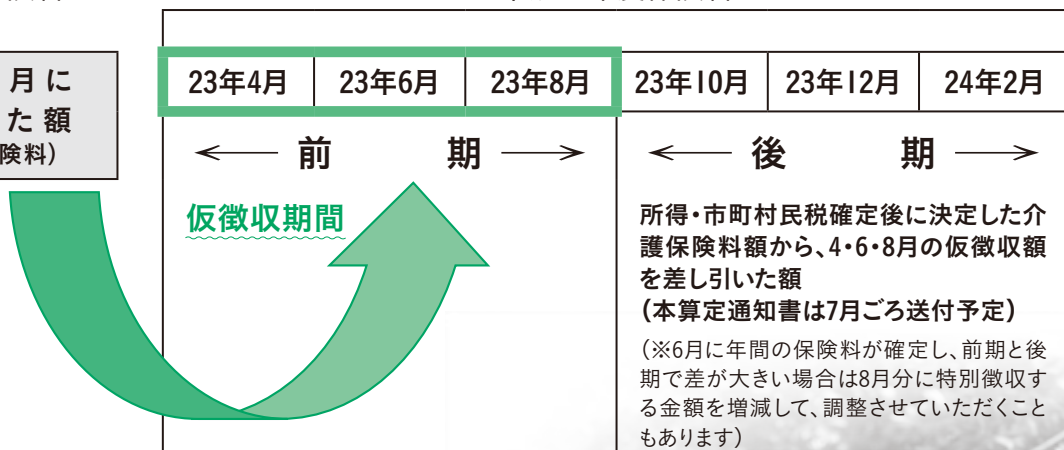 月に
た額
険料)
23年4月 23年6月 23年8月 23年10月 23年12月 24年2月
前期
後期
仮徴収期間
所得・市町村民税確定後に決定した介
護保険料額から、4・6・8月の仮徴収額
を差し引いた額
(本算定通知書は7月ごろ送付予定)
(※6月に年間の保険料が確定し、前期と後
期で差が大きい場合は8月分に特別徴収す
る金額を増減して、調整させていただくこと
もあります)